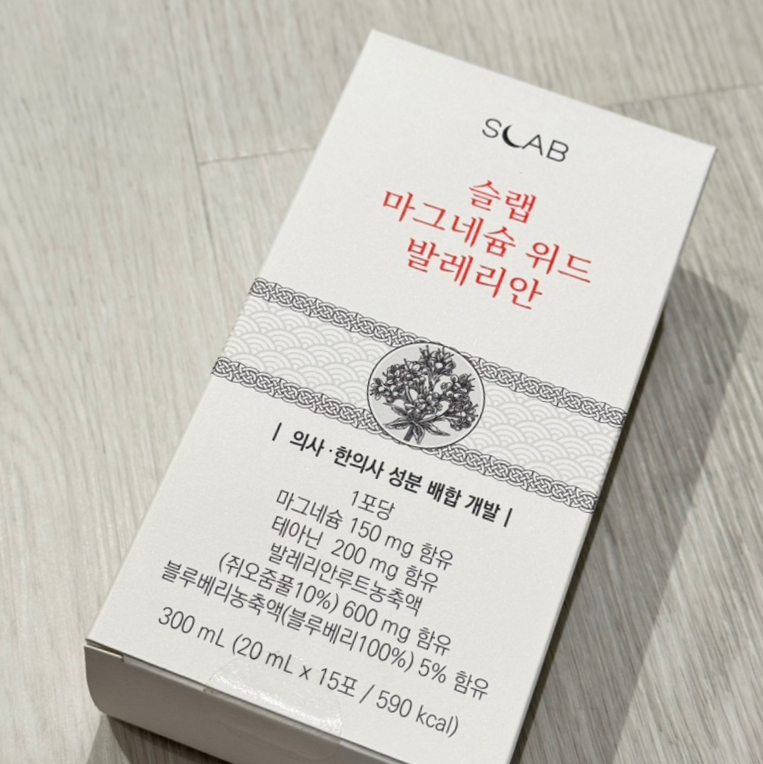 SLAB
슬랩
마그네슘 위드
발레리안
| 의사·한의사 성분 배합 개발 |
1포당
마그네슘 150 mg 함유
테아닌 200 mg 함유
발레리안루트농축액
(쥐오줌풀10%) 600 mg 함유
블루베리농축액(블루베리100%) 5% 함유
300 mL (20 mL x 15포 / 590 kcal)